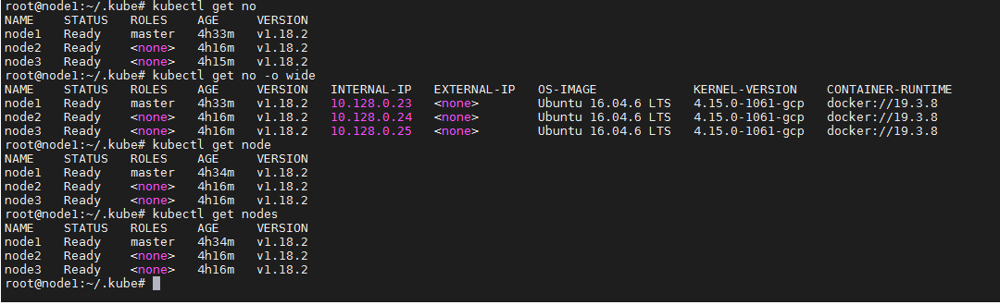 root@node1:~/.kube# kubectl get no
NAME    STATUS   ROLES    AGE     VERSION
node1   Ready    master   4h33m   v1.18.2
node2   Ready    <none>   4h16m   v1.18.2
node3   Ready    <none>   4h15m   v1.18.2
root@node1:~/.kube# kubectl get no -o wide
NAME    STATUS   ROLES    AGE     VERSION   INTERNAL-IP   EXTERNAL-IP   OS-IMAGE             KERNEL-VERSION    CONTAINER-RUNTIME
node1   Ready    master   4h33m   v1.18.2   10.128.0.23   <none>        Ubuntu 16.04.6 LTS   4.15.0-1061-gcp   docker://19.3.8
node2   Ready    <none>   4h16m   v1.18.2   10.128.0.24   <none>        Ubuntu 16.04.6 LTS   4.15.0-1061-gcp   docker://19.3.8
node3   Ready    <none>   4h16m   v1.18.2   10.128.0.25   <none>        Ubuntu 16.04.6 LTS   4.15.0-1061-gcp   docker://19.3.8
root@node1:~/.kube# kubectl get node
NAME    STATUS   ROLES    AGE     VERSION
node1   Ready    master   4h34m   v1.18.2
node2   Ready    <none>   4h16m   v1.18.2
node3   Ready    <none>   4h16m   v1.18.2
root@node1:~/.kube# kubectl get nodes
NAME    STATUS   ROLES    AGE     VERSION
node1   Ready    master   4h34m   v1.18.2
node2   Ready    <none>   4h16m   v1.18.2
node3   Ready    <none>   4h16m   v1.18.2
root@node1:~/.kube#